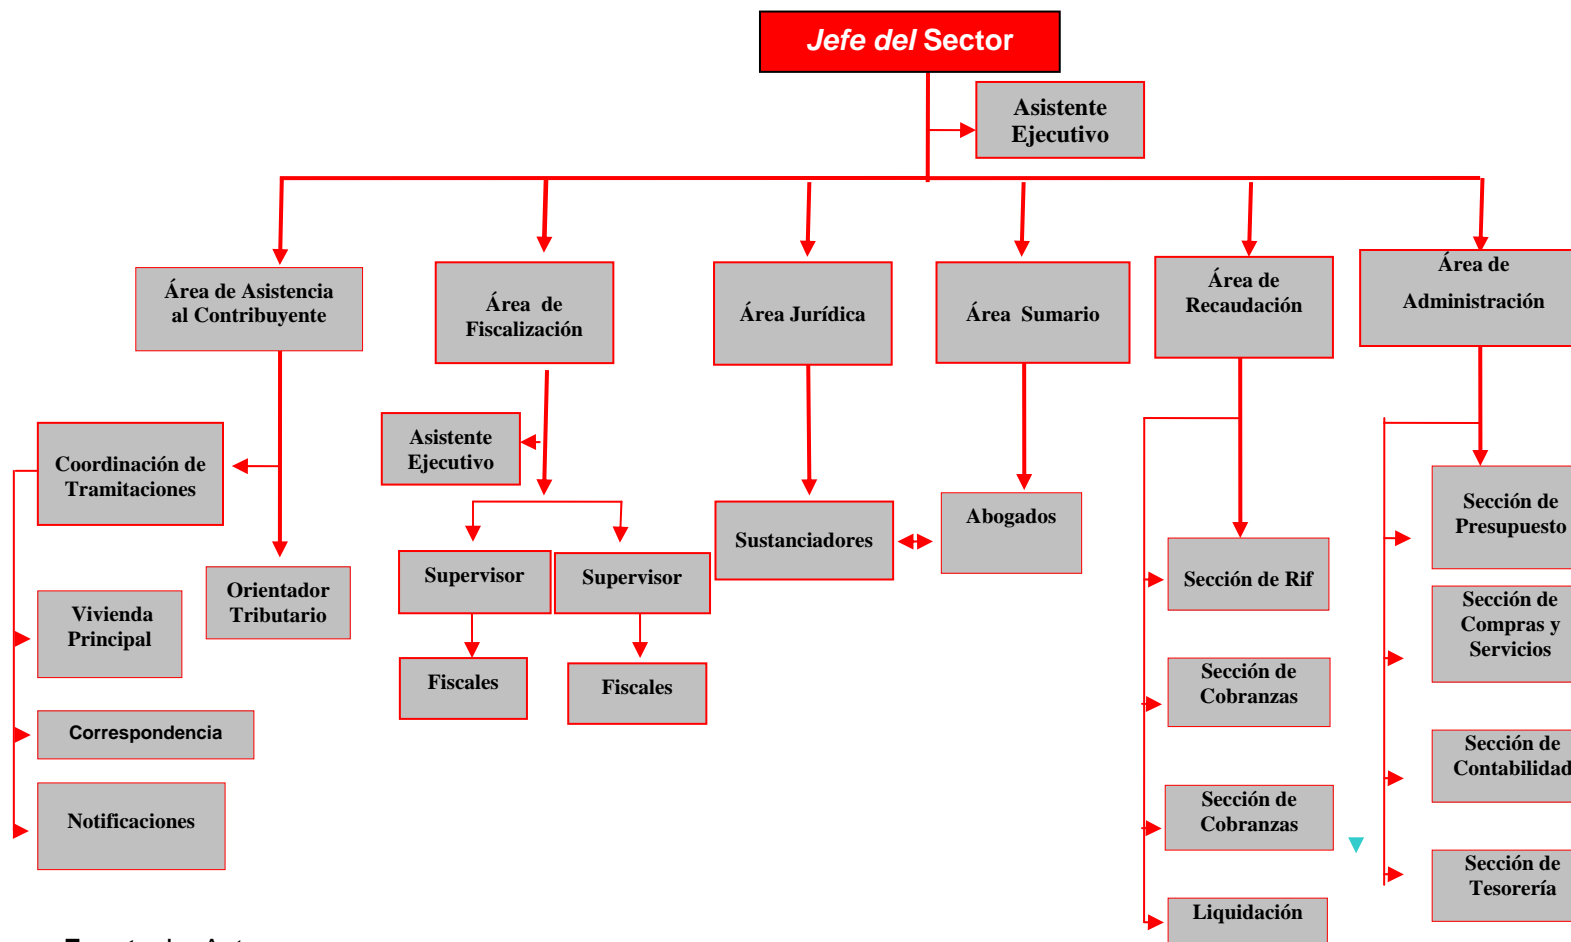 Jefe del Sector
Asistente
Ejecutivo
Área de Asistencia
al Contribuyente
Área de
Fiscalización
Área Jurídica
Área Sumario
Área de
Recaudación
Área de
Administración
Coordinación de
Tramitaciones
Asistente
Ejecutivo
Sustanciadores
Abogados
Sección de
Presupuesto
Supervisor
Supervisor
Sección de Rif
Orientador
Tributario
Vivienda
Principal
Sección de
Compras y
Servicios
Fiscales
Fiscales
Sección de
Cobranzas
Correspondencia
Sección de
Contabilidad
Notificaciones
Sección de
Cobranzas
Sección de
Tesorería
Liquidación